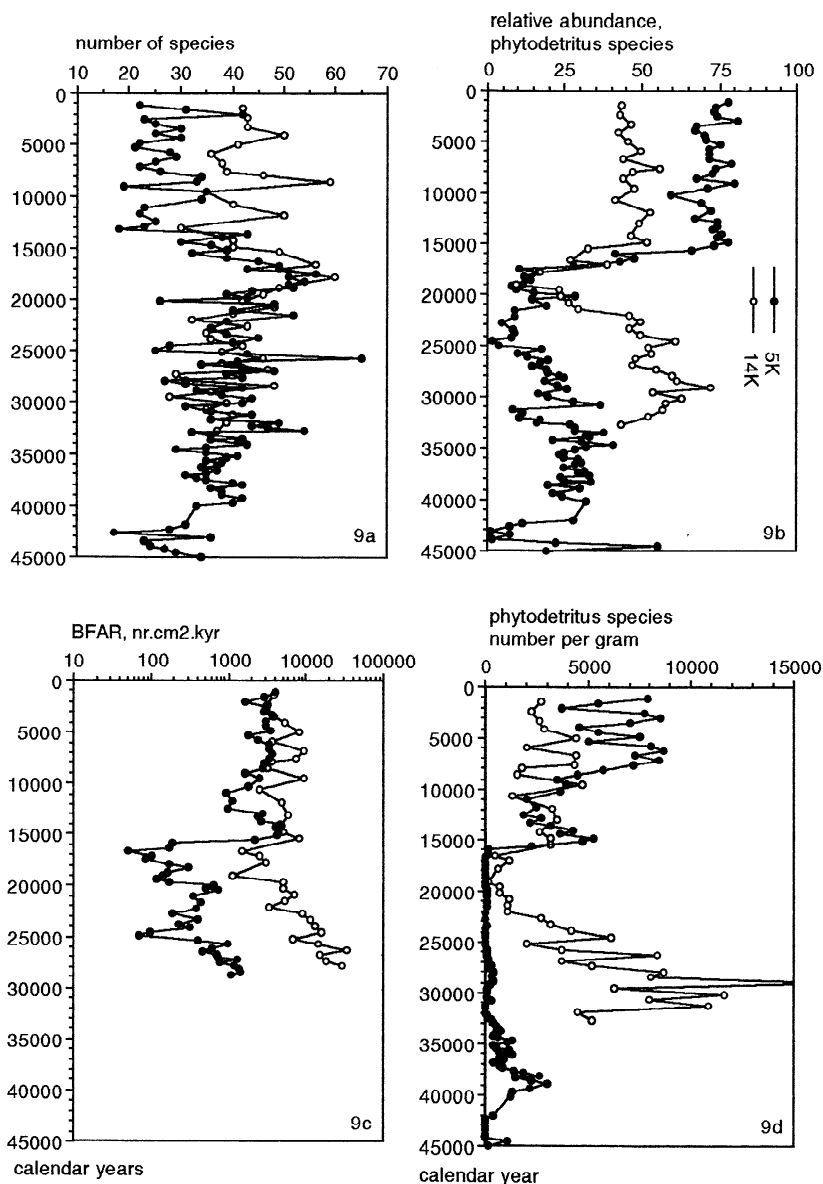 number of species
10 20 30 40 50 60 70
0
5000
10000
15000
20000
25000
30000
35000
40000
45000
9a
relative abundance,
phytodetritus species
0 25 50 75 100
0
5000
10000
15000
20000
25000
30000
35000
40000
45000
5K
14K
9b
BFAR, nr.cm2.kyr
10 100 1000 10000 100000
0
5000
10000
15000
20000
25000
30000
35000
40000
45000
9c
calendar years
phytodetritus species
number per gram
0 5000 10000 15000
0
5000
10000
15000
20000
25000
30000
35000
40000
45000
9d
calendar year